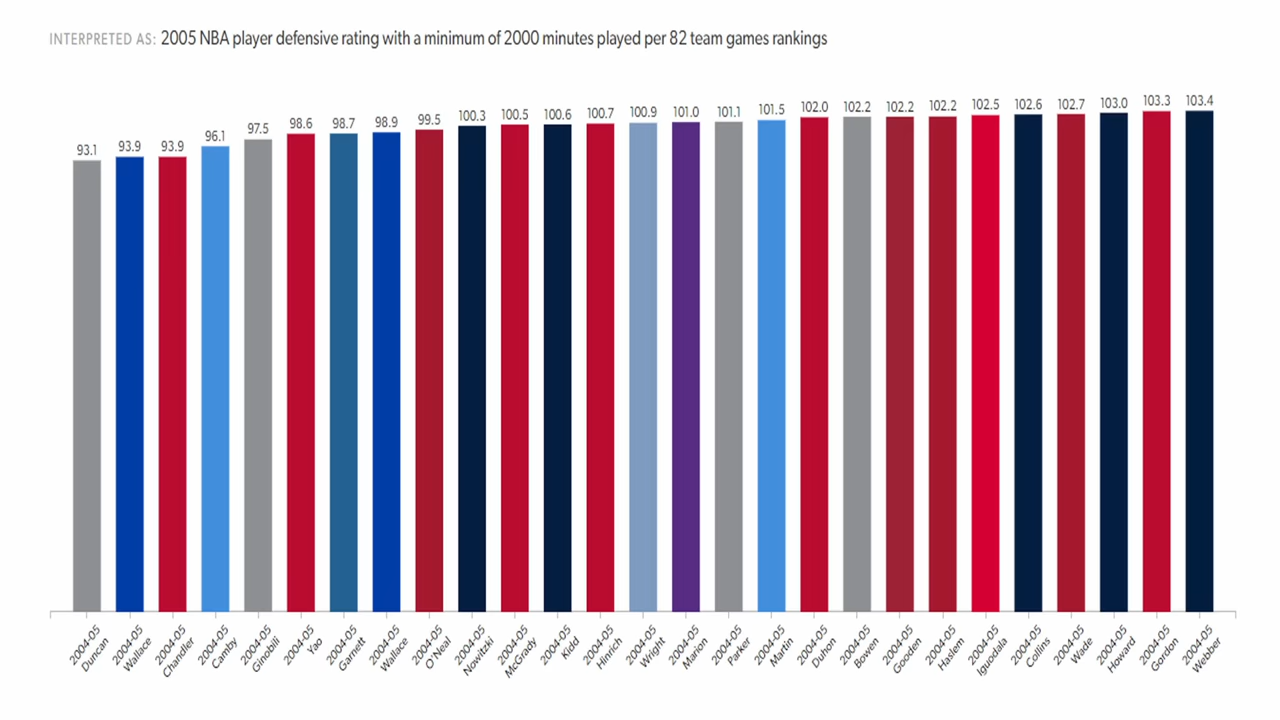 INTERPRETED AS: 2005 NBA player defensive rating with a minimum of 2000 minutes played per 82 team games rankings
93.1
93.9
93.9
96.1
97.5
98.6
98.7
98.9
99.5
100.3
100.5
100.6
100.7
100.9
101.0
101.1
101.5
102.0
102.2
102.2
102.2
102.5
102.6
102.7
103.0
103.3
103.4
2004-05
Duncan
2004-05
Wallace
2004-05
Chandler
2004-05
Camby
2004-05
Ginobili
2004-05
Yao
2004-05
Garnett
2004-05
Wallace
2004-05
O'Neal
2004-05
Nowitzki
2004-05
McGrady
2004-05
Kidd
2004-05
Hinrich
2004-05
Wright
2004-05
Marion
2004-05
Parker
2004-05
Martin
2004-05
Duhon
2004-05
Bowen
2004-05
Gooden
2004-05
Haslem
2004-05
Iguodala
2004-05
Collins
2004-05
Wade
2004-05
Howard
2004-05
Gordon
2004-05
Webber